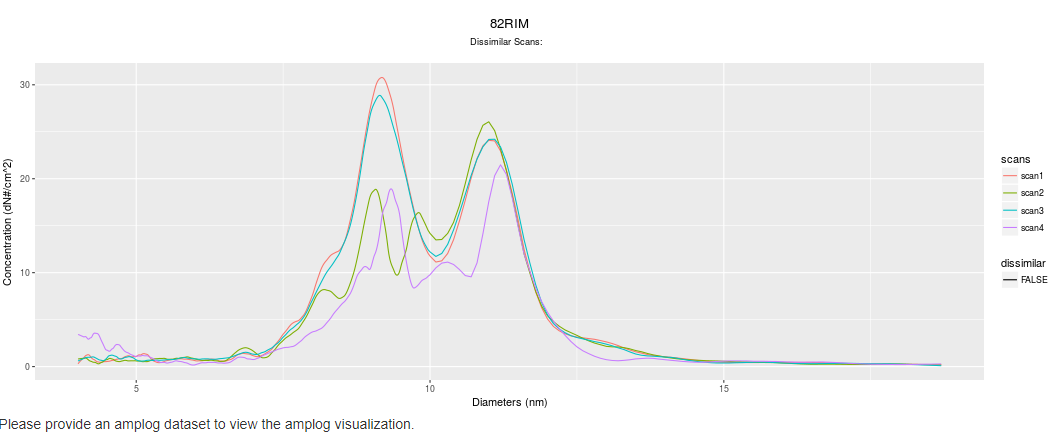 82RIM
Dissimilar Scans:
Concentration (dN#/cm^2)
30
20
10
0
5
10
15
Diameters (nm)
scans
scan1
scan2
scan3
scan4
dissimilar
FALSE
Please provide an amplog dataset to view the amplog visualization.